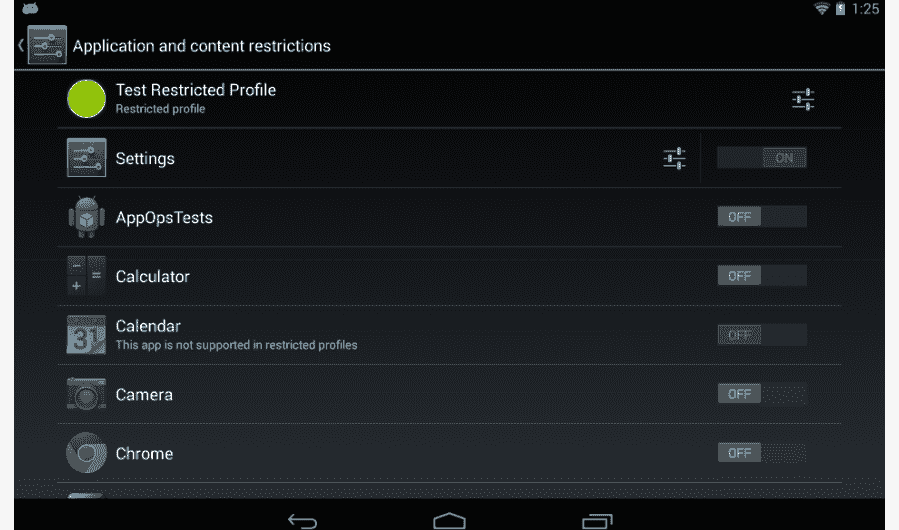 1:25
Application and content restrictions
Test Restricted Profile
Restricted profile
Settings
ON
AppOpsTests
OFF
Calculator
OFF
31
Calendar
This app is not supported in restricted profiles
OFF
Camera
OFF
Chrome
OFF